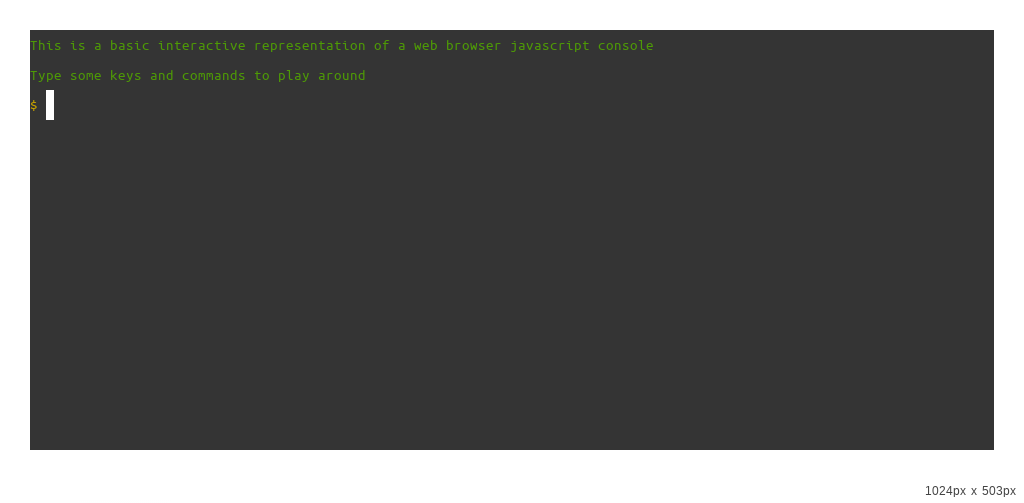 This is a basic interactive representation of a web browser javascript console
Type some keys and commands to play around
$
1024px x 503px